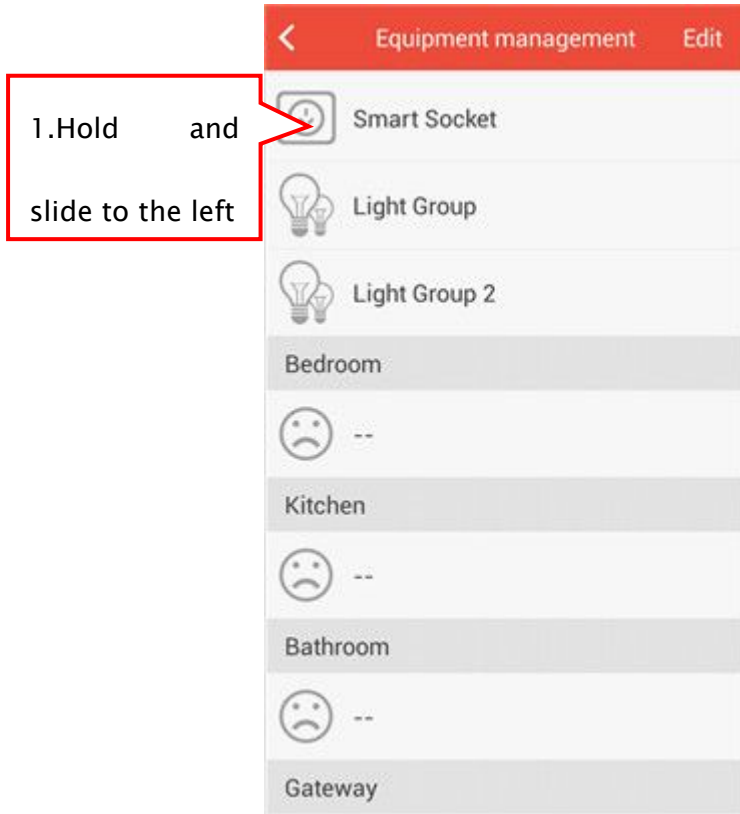 Equipment management Edit
1.Hold and
slide to the left
Smart Socket
Light Group
Light Group 2
Bedroom
--
Kitchen
--
Bathroom
--
Gateway